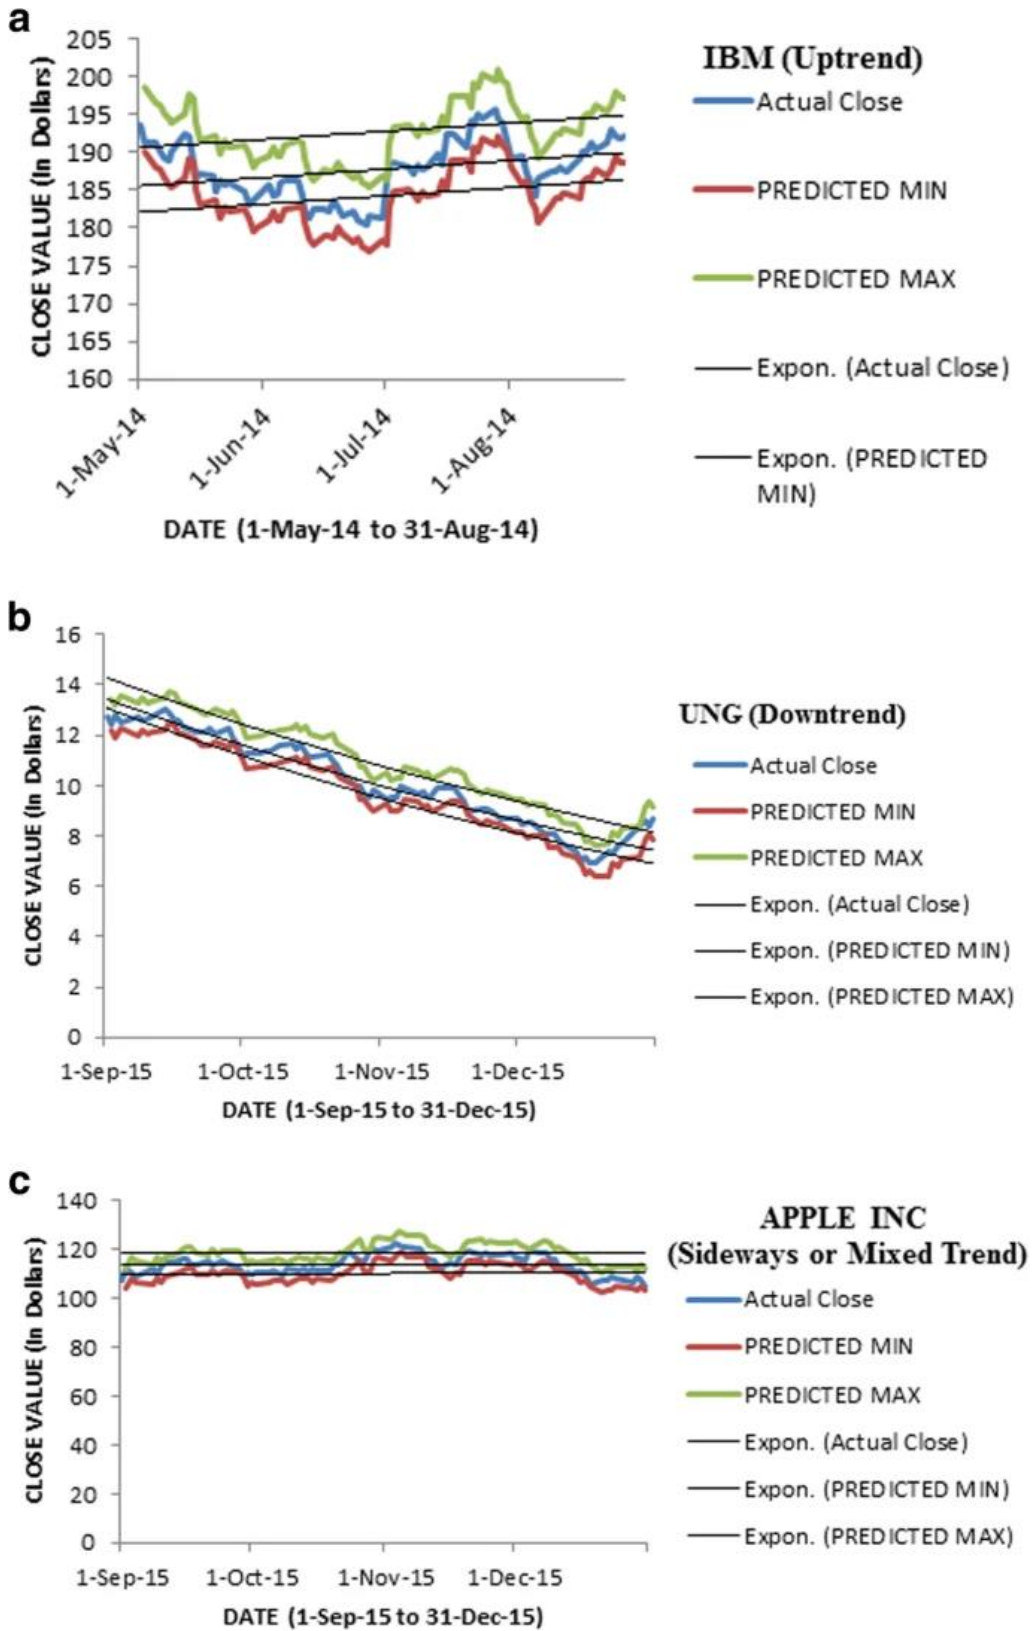 a
205
200
195
190
185
180
175
170
165
160
CLOSE VALUE (In Dollars)
1-May-14
1-Jun-14
1-Jul-14
1-Aug-14
DATE (1-May-14 to 31-Aug-14)
IBM (Uptrend)
Actual Close
PREDICTED MIN
PREDICTED MAX
Expon. (Actual Close)
Expon. (PREDICTED
MIN)
b
16
14
12
10
8
6
4
2
0
CLOSE VALUE (In Dollars)
1-Sep-15
1-Oct-15
1-Nov-15
1-Dec-15
DATE (1-Sep-15 to 31-Dec-15)
UNG (Downtrend)
Actual Close
PREDICTED MIN
PREDICTED MAX
Expon. (Actual Close)
Expon. (PREDICTED MIN)
Expon. (PREDICTED MAX)
c
140
120
100
80
60
40
20
0
CLOSE VALUE (In Dollars)
1-Sep-15
1-Oct-15
1-Nov-15
1-Dec-15
DATE (1-Sep-15 to 31-Dec-15)
APPLE INC
(Sideways or Mixed Trend)
Actual Close
PREDICTED MIN
PREDICTED MAX
Expon. (Actual Close)
Expon. (PREDICTED MIN)
Expon. (PREDICTED MAX)